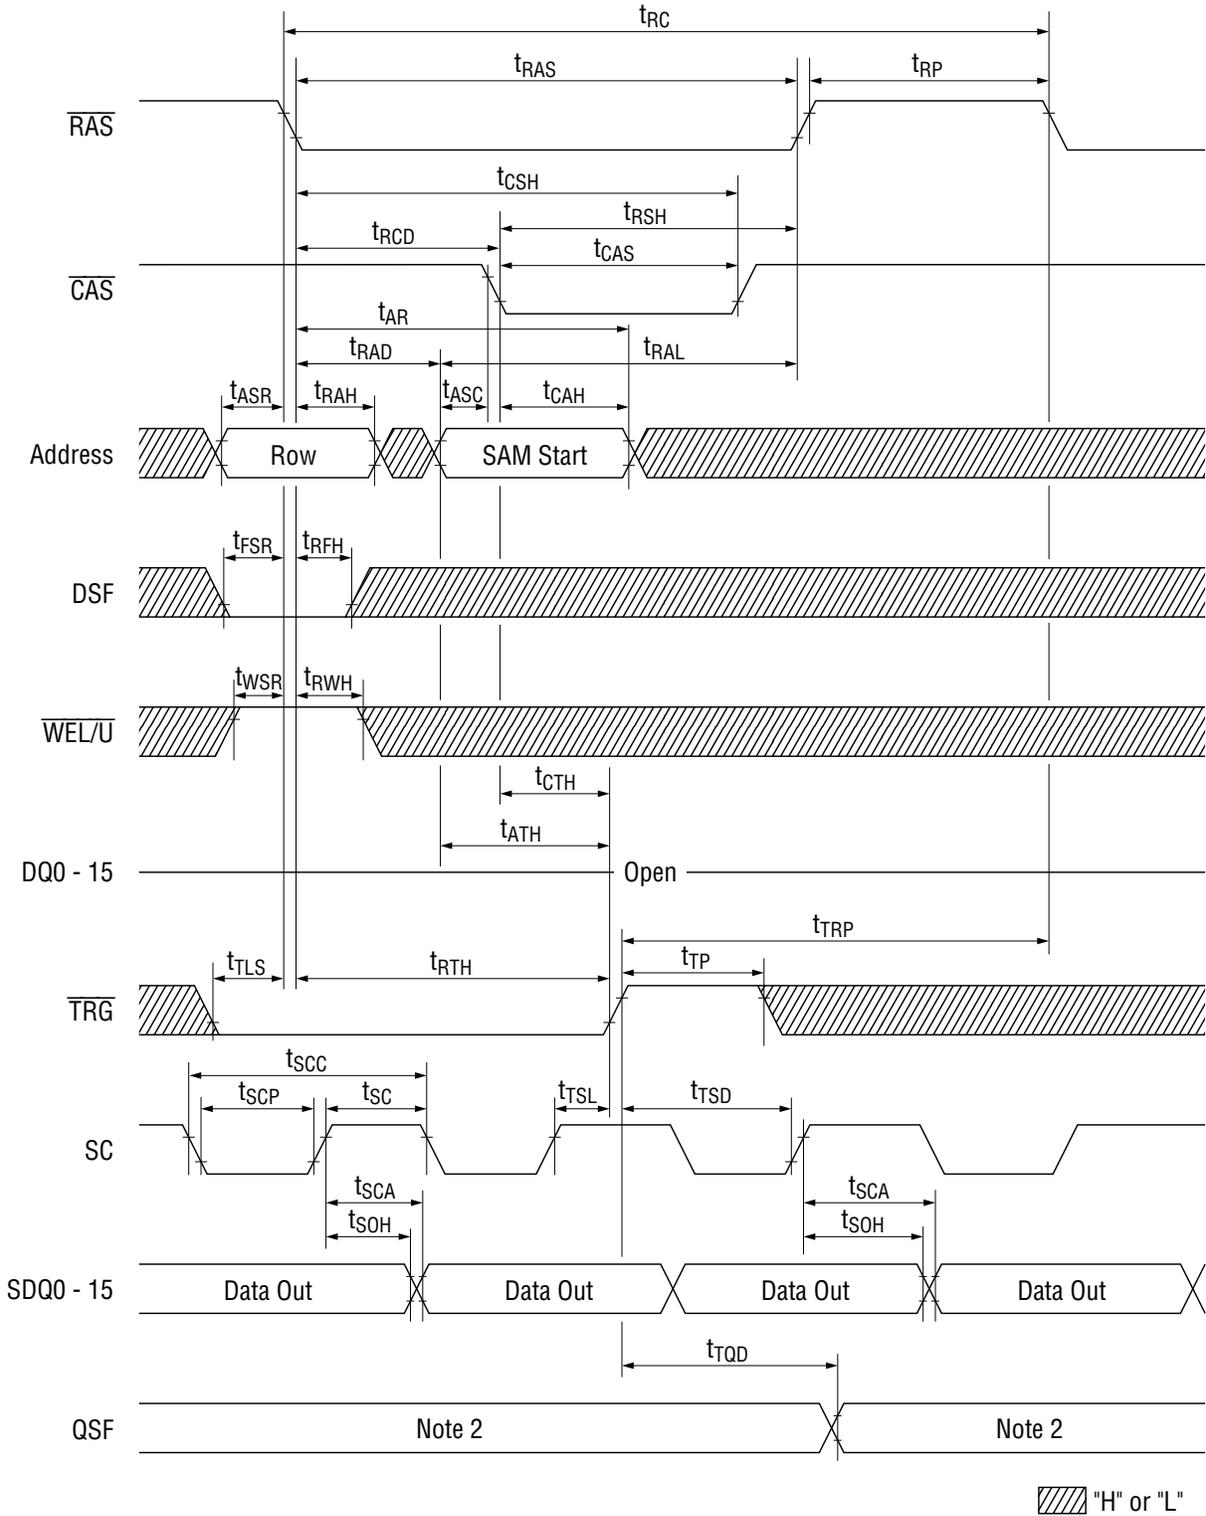 tRC
tRAS
tRP
RAS
tCSH
tRSH
tRCD
tCAS
CAS
tAR
tRAD
tRAL
tASR
tRAH
tASC
tCAH
Address
Row
SAM Start
tFSR
tRFH
DSF
tWSR
tRWH
WEL/U
tCTH
tATH
DQ0 - 15
Open
tTRP
tTLS
tRTH
tTP
TRG
tSCC
tSCP
tSC
tTSL
tTSD
SC
tSCA
tSCA
tSOH
tSOH
SDQ0 - 15
Data Out
Data Out
Data Out
Data Out
tTQD
QSF
Note 2
Note 2
"H" or "L"